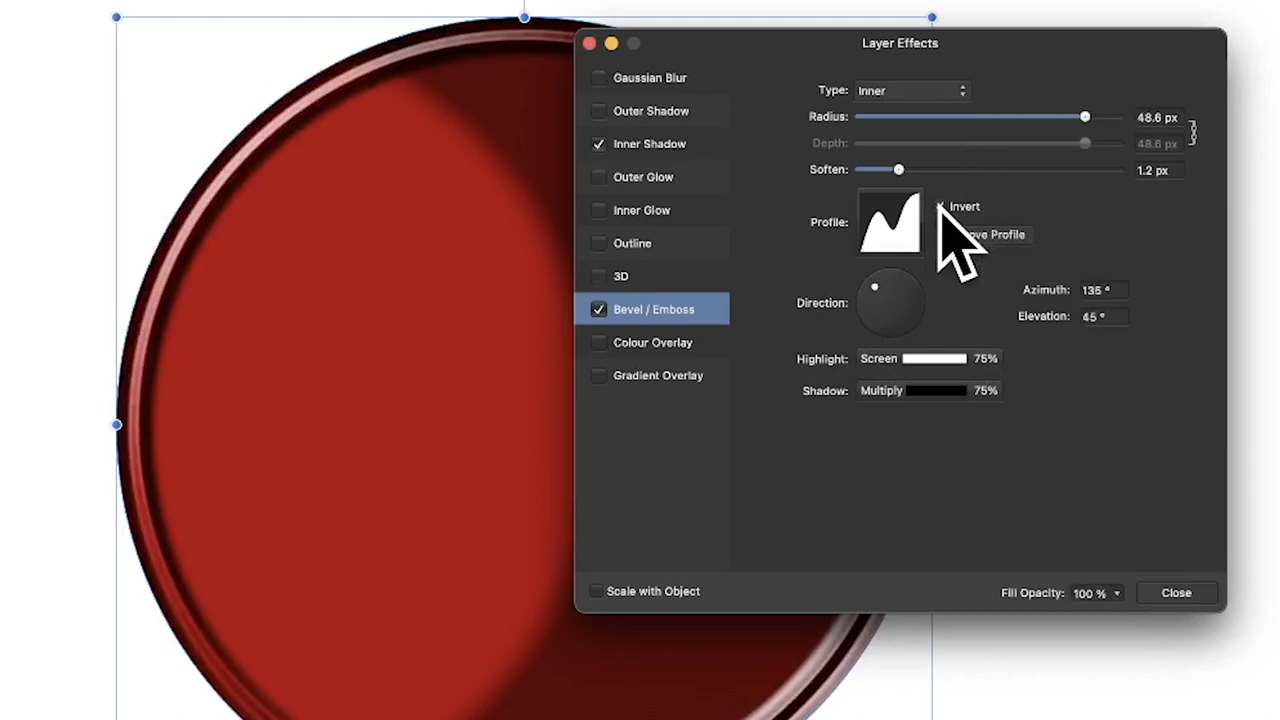 Layer Effects
Gaussian Blur
Outer Shadow
Inner Shadow
Outer Glow
Inner Glow
Outline
3D
Bevel / Emboss
Colour Overlay
Gradient Overlay
Type: Inner
Radius: 48.6 px
Depth: 48.6 px
Soften: 1.2 px
Profile:
Invert
Profile
Direction:
Azimuth: 135 °
Elevation: 45 °
Highlight: Screen 75%
Shadow: Multiply 75%
Scale with Object
Fill Opacity: 100 %
Close